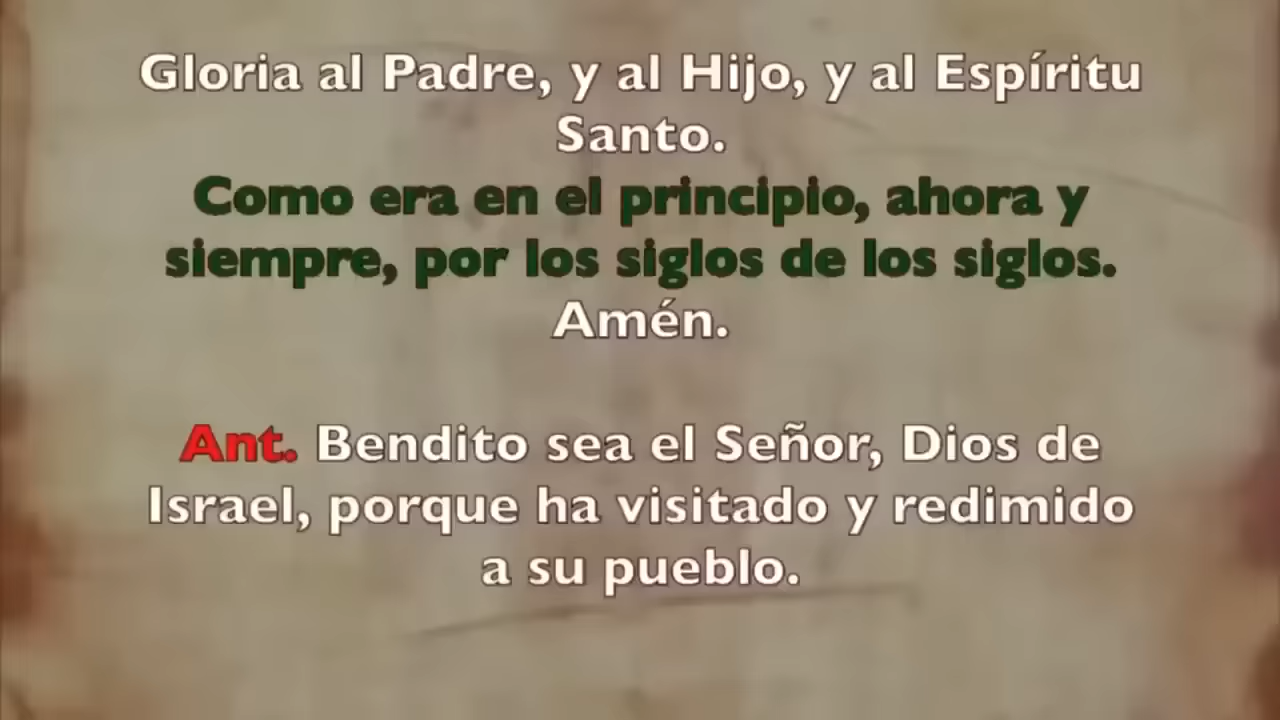 Gloria al Padre, y al Hijo, y al Espíritu
Santo.
Como era en el principio, ahora y
siempre, por los siglos de los siglos.
Amén.
Ant. Bendito sea el Señor, Dios de
Israel, porque ha visitado y redimido
a su pueblo.